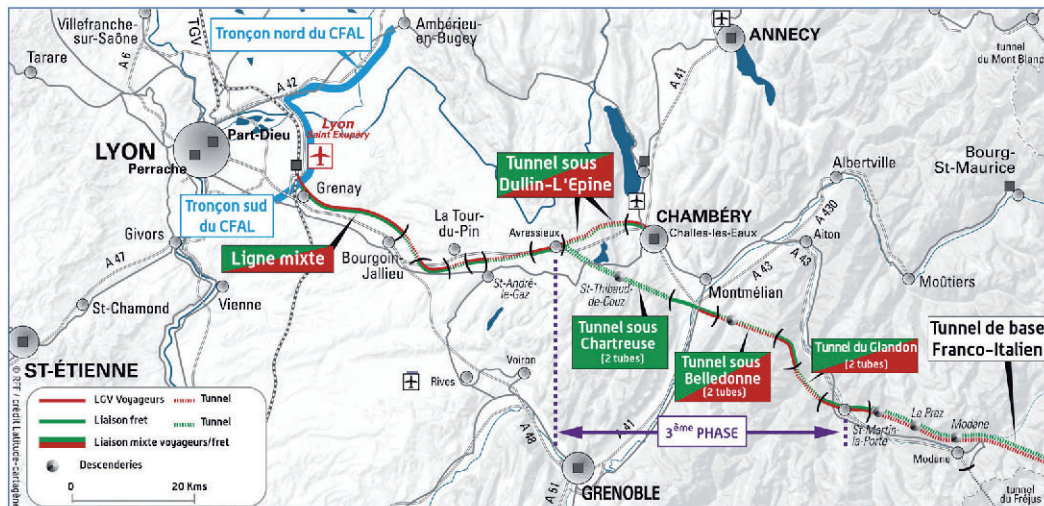 Villefranche-
sur-Saône
TGV
Tronçon nord du CFAL
Ambérieu-
en-Bugey
ANNECY
tunnel
du Mont Blanc
Tarare
A 6
A 42
A 41
Part-Dieu
LYON
Perrache
Lyon
Saint Exupéry
Grenay
Tronçon sud
du CFAL
Givors
A 47
St-Chamond
Vienne
ST-ÉTIENNE
Ligne mixte
Bourgoin-
Jallieu
La Tour-
du-Pin
St-André-
le-Gaz
Avressieux
Tunnel sous
Dullin-L'Epine
CHAMBÉRY
Challes-les-Eaux
Albertville
Bourg-
St-Maurice
A 430
Aiton
A 43
A 43
Moûtiers
Montmélian
St-Thibaud-
de-Couz
Tunnel sous
Chartreuse
(2 tubes)
Tunnel sous
Belledonne
(2 tubes)
Tunnel du Glandon
(2 tubes)
Tunnel de base
Franco-Italien
Voiron
Rives
A 48
A 41
3ème PHASE
St-Martin-
la-Porte
La Praz
Modane
Modane
tunnel
du Fréjus
GRENOBLE
A 51
LGV Voyageurs
Tunnel
Liaison fret
Tunnel
Liaison mixte voyageurs/fret
Descenderies
0
20 Kms